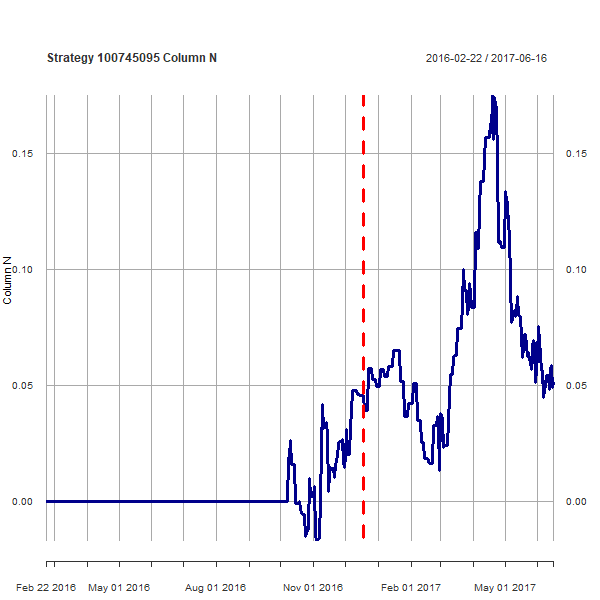 Strategy 100745095 Column N
2016-02-22 / 2017-06-16
0.15
0.15
0.10
0.10
Column N
0.05
0.05
0.00
0.00
Feb 22 2016
May 01 2016
Aug 01 2016
Nov 01 2016
Feb 01 2017
May 01 2017